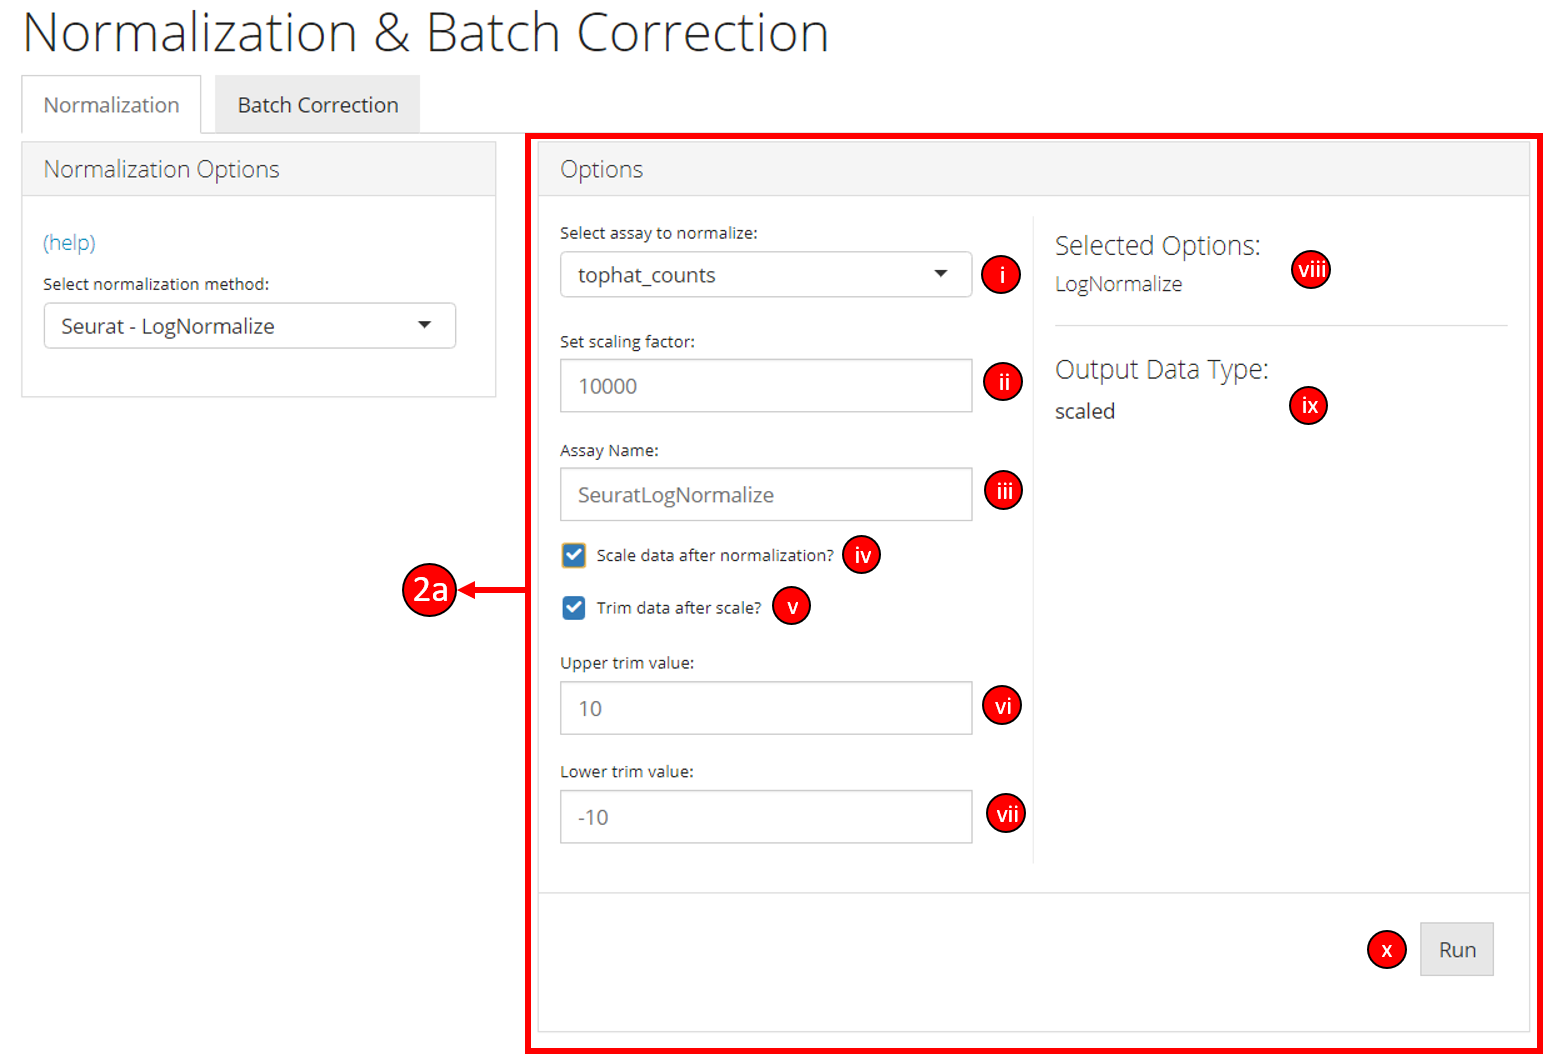 Normalization & Batch Correction
Normalization
Batch Correction
Normalization Options
(help)
Select normalization method:
Seurat - LogNormalize
2a
Options
Select assay to normalize:
tophat_counts
i
Set scaling factor:
10000
ii
Assay Name:
SeuratLogNormalize
iii
Scale data after normalization?
iv
Trim data after scale?
v
Upper trim value:
10
vi
Lower trim value:
-10
vii
Selected Options:
LogNormalize
viii
Output Data Type:
scaled
ix
x
Run